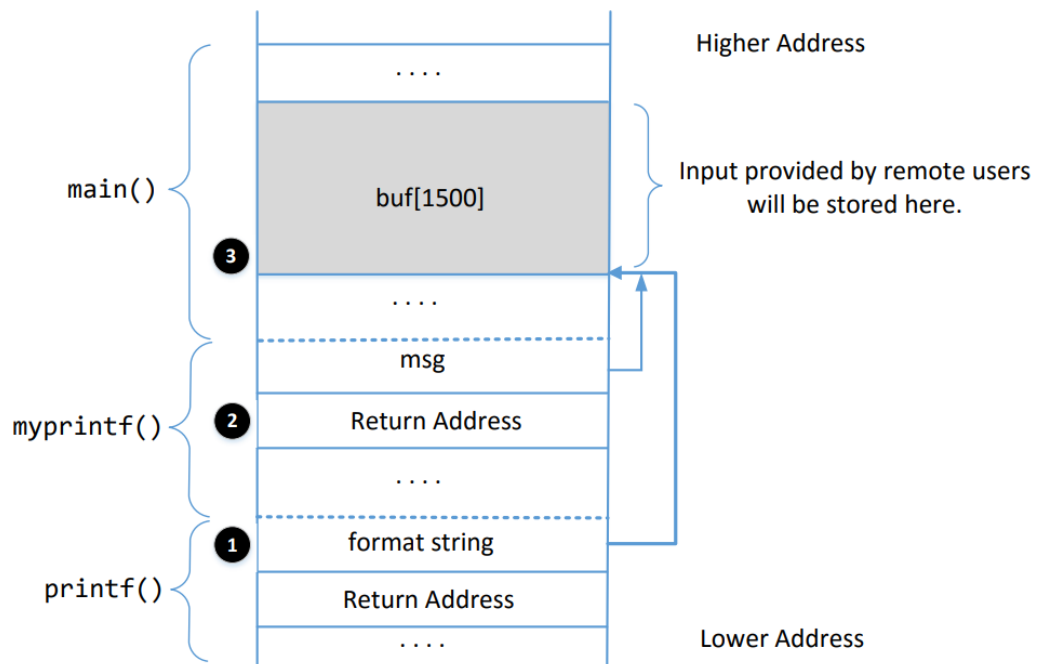 Higher Address
. . . .
main()
buf[1500]
Input provided by remote users
will be stored here.
3
. . . .
msg
myprintf()
2
Return Address
. . . .
1
format string
printf()
Return Address
. . . .
Lower Address